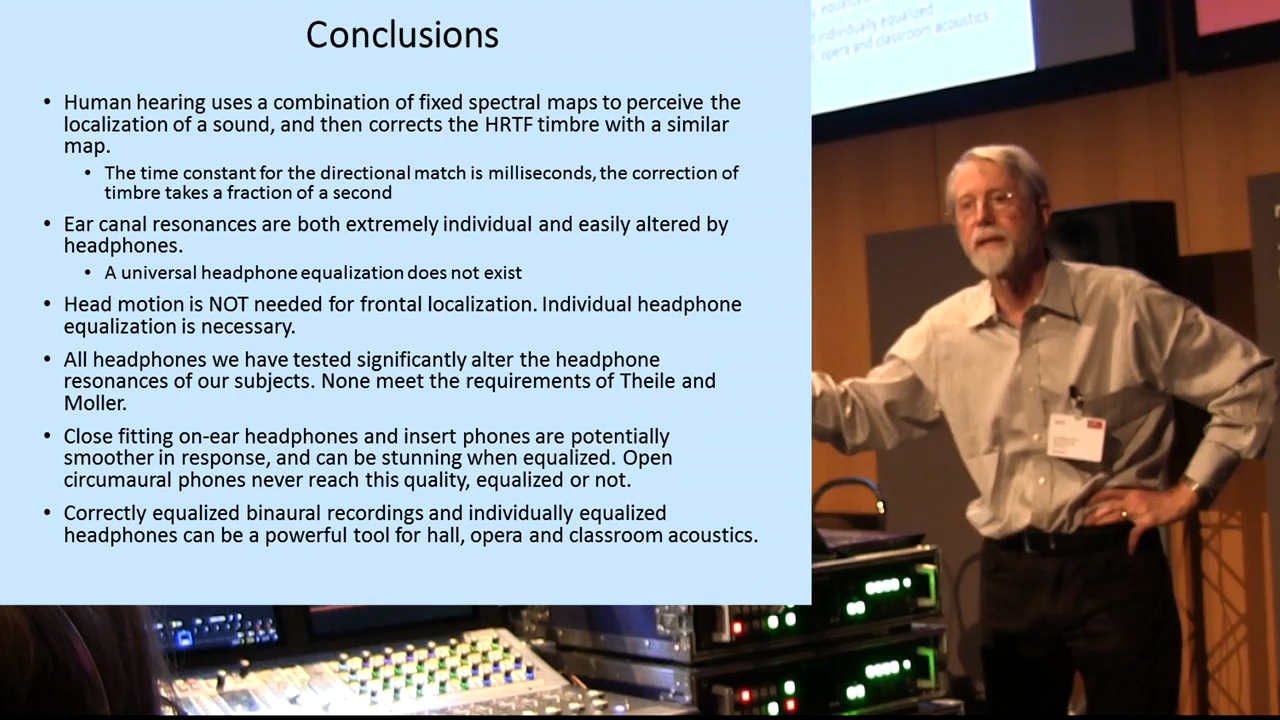 Conclusions
• Human hearing uses a combination of fixed spectral maps to perceive the
localization of a sound, and then corrects the HRTF timbre with a similar
map.
• The time constant for the directional match is milliseconds, the correction of
timbre takes a fraction of a second
• Ear canal resonances are both extremely individual and easily altered by
headphones.
• A universal headphone equalization does not exist
• Head motion is NOT needed for frontal localization. Individual headphone
equalization is necessary.
• All headphones we have tested significantly alter the headphone
resonances of our subjects. None meet the requirements of Theile and
Moller.
• Close fitting on-ear headphones and insert phones are potentially
smoother in response, and can be stunning when equalized. Open
circumaural phones never reach this quality, equalized or not.
• Correctly equalized binaural recordings and individually equalized
headphones can be a powerful tool for hall, opera and classroom acoustics.
individually equalized
opera and classroom acoustics.